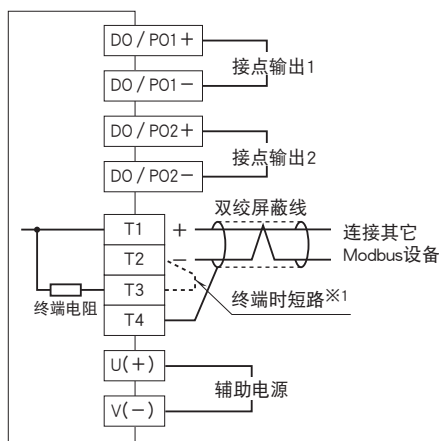 DO / PO1+
接点输出1
DO / PO1−
DO / PO2+
接点输出2
DO / PO2−
双绞屏蔽线
T1
+
连接其它
Modbus设备
T2
−
T3
终端电阻
终端时短路※1
T4
U(+)
辅助电源
V(−)